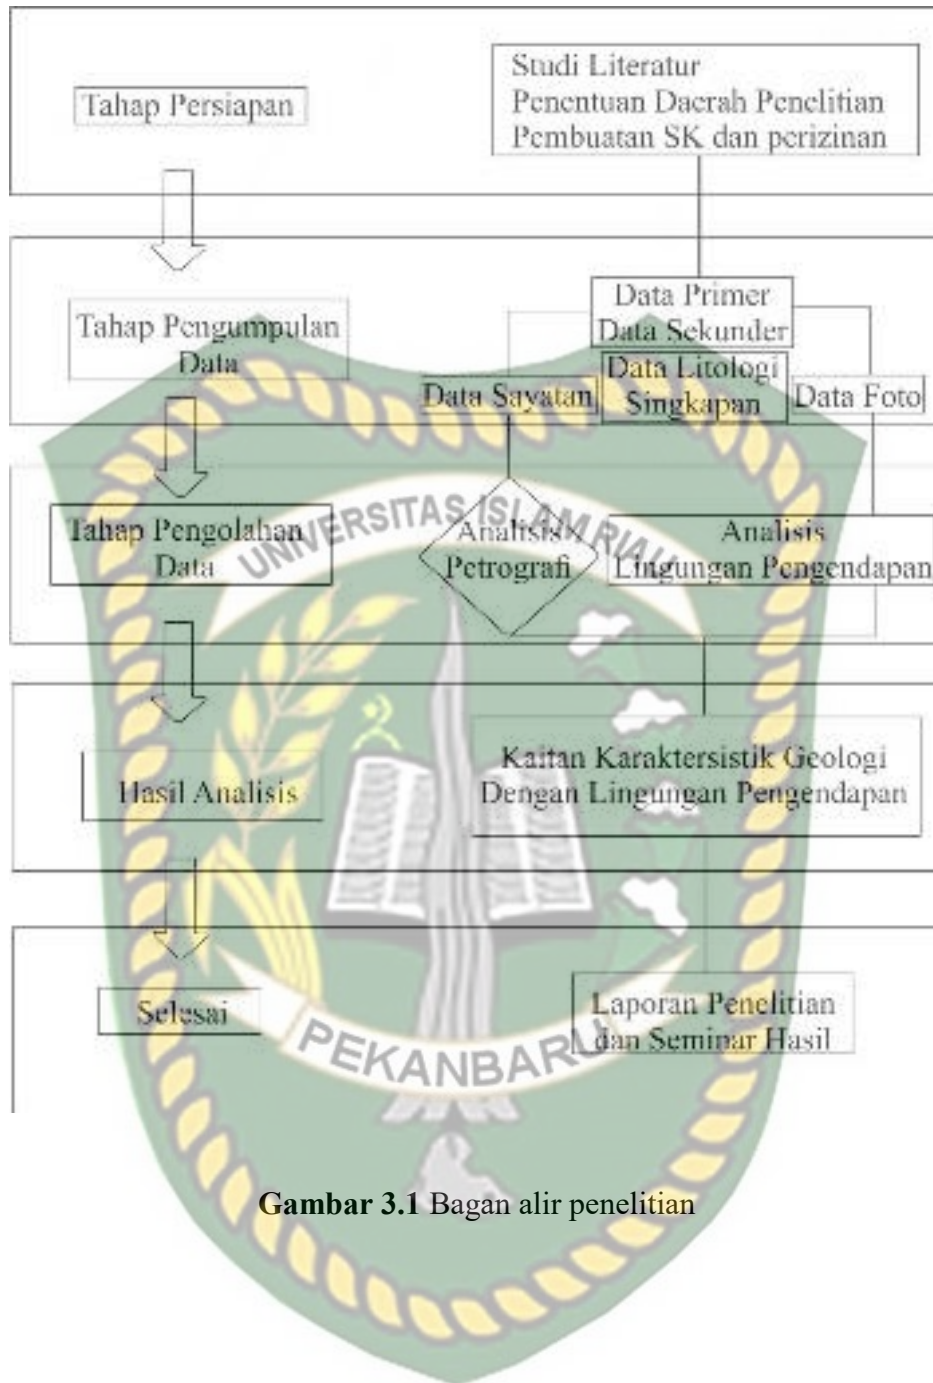 Tahap Persiapan
Studi Literatur
Penentuan Daerah Penelitian
Pembuatan SK dan perizinan
Tahap Pengumpulan
Data
Data Primer
Data Sekunder
Data Sayatan
Data Litologi
Singkapan
Data Foto
Tahap Pengolahan
Data
Analisis
Petrografi
Analisis
Lingungan Pengendapan
UNIVERSITAS ISLAM RIAU
Hasil Analisis
Kaitan Karaktersistik Geologi
Dengan Lingungan Pengendapan
Selesai
Laporan Penelitian
dan Seminar Hasil
PEKANBARU
Gambar 3.1 Bagan alir penelitian